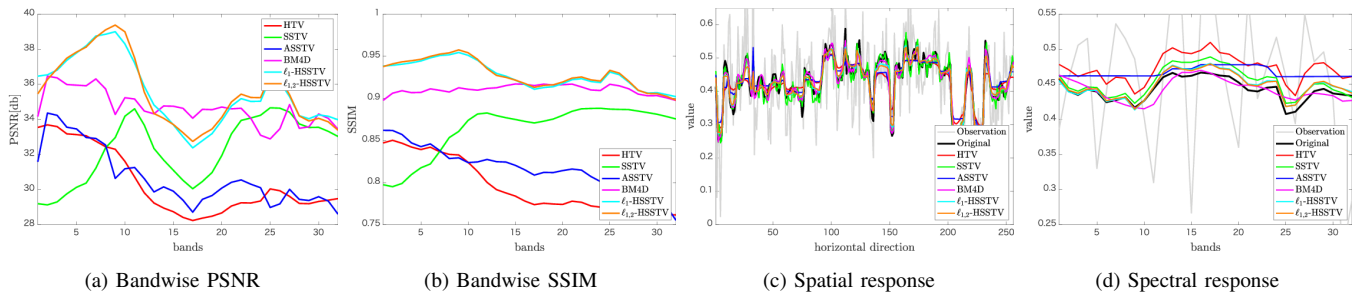 40
38
36
34
32
30
28
PSNR[db]
5 10 15 20 25 30
bands
HTV
SSTV
ASSTV
BM4D
ℓ₁-HSSTV
ℓ₁,₂-HSSTV
(a) Bandwise PSNR
1
0.95
0.9
0.85
0.8
0.75
SSIM
5 10 15 20 25 30
bands
HTV
SSTV
ASSTV
BM4D
ℓ₁-HSSTV
ℓ₁,₂-HSSTV
(b) Bandwise SSIM
0.6
0.5
0.4
0.3
0.2
0.1
0
value
50 100 150 200 250
horizontal direction
Observation
Original
HTV
SSTV
ASSTV
BM4D
ℓ₁-HSSTV
ℓ₁,₂-HSSTV
(c) Spatial response
0.55
0.5
0.45
0.4
0.35
0.3
0.25
value
5 10 15 20 25 30
bands
Observation
Original
HTV
SSTV
ASSTV
BM4D
ℓ₁-HSSTV
ℓ₁,₂-HSSTV
(d) Spectral response